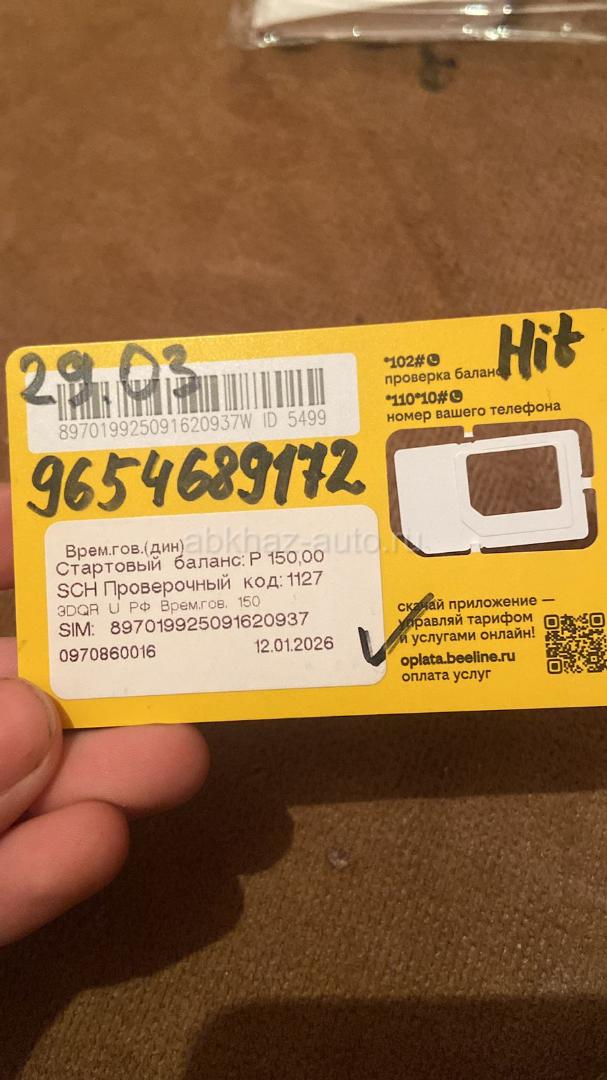 29.03
897019925091620937W ID 5499
9654689172
Врем.гов.(дин)
Стартовый баланс: Р 150,00
SCH Проверочный код: 1127
3DQR U РФ Врем.гов. 150
SIM: 897019925091620937
0970860016 12.01.2026
Hit
*102#
проверка баланса
*110*10#
номер вашего телефона
скачай приложение —
управляй тарифом
и услугами онлайн!
oplata.beeline.ru
оплата услуг
abkhaz-auto.ru